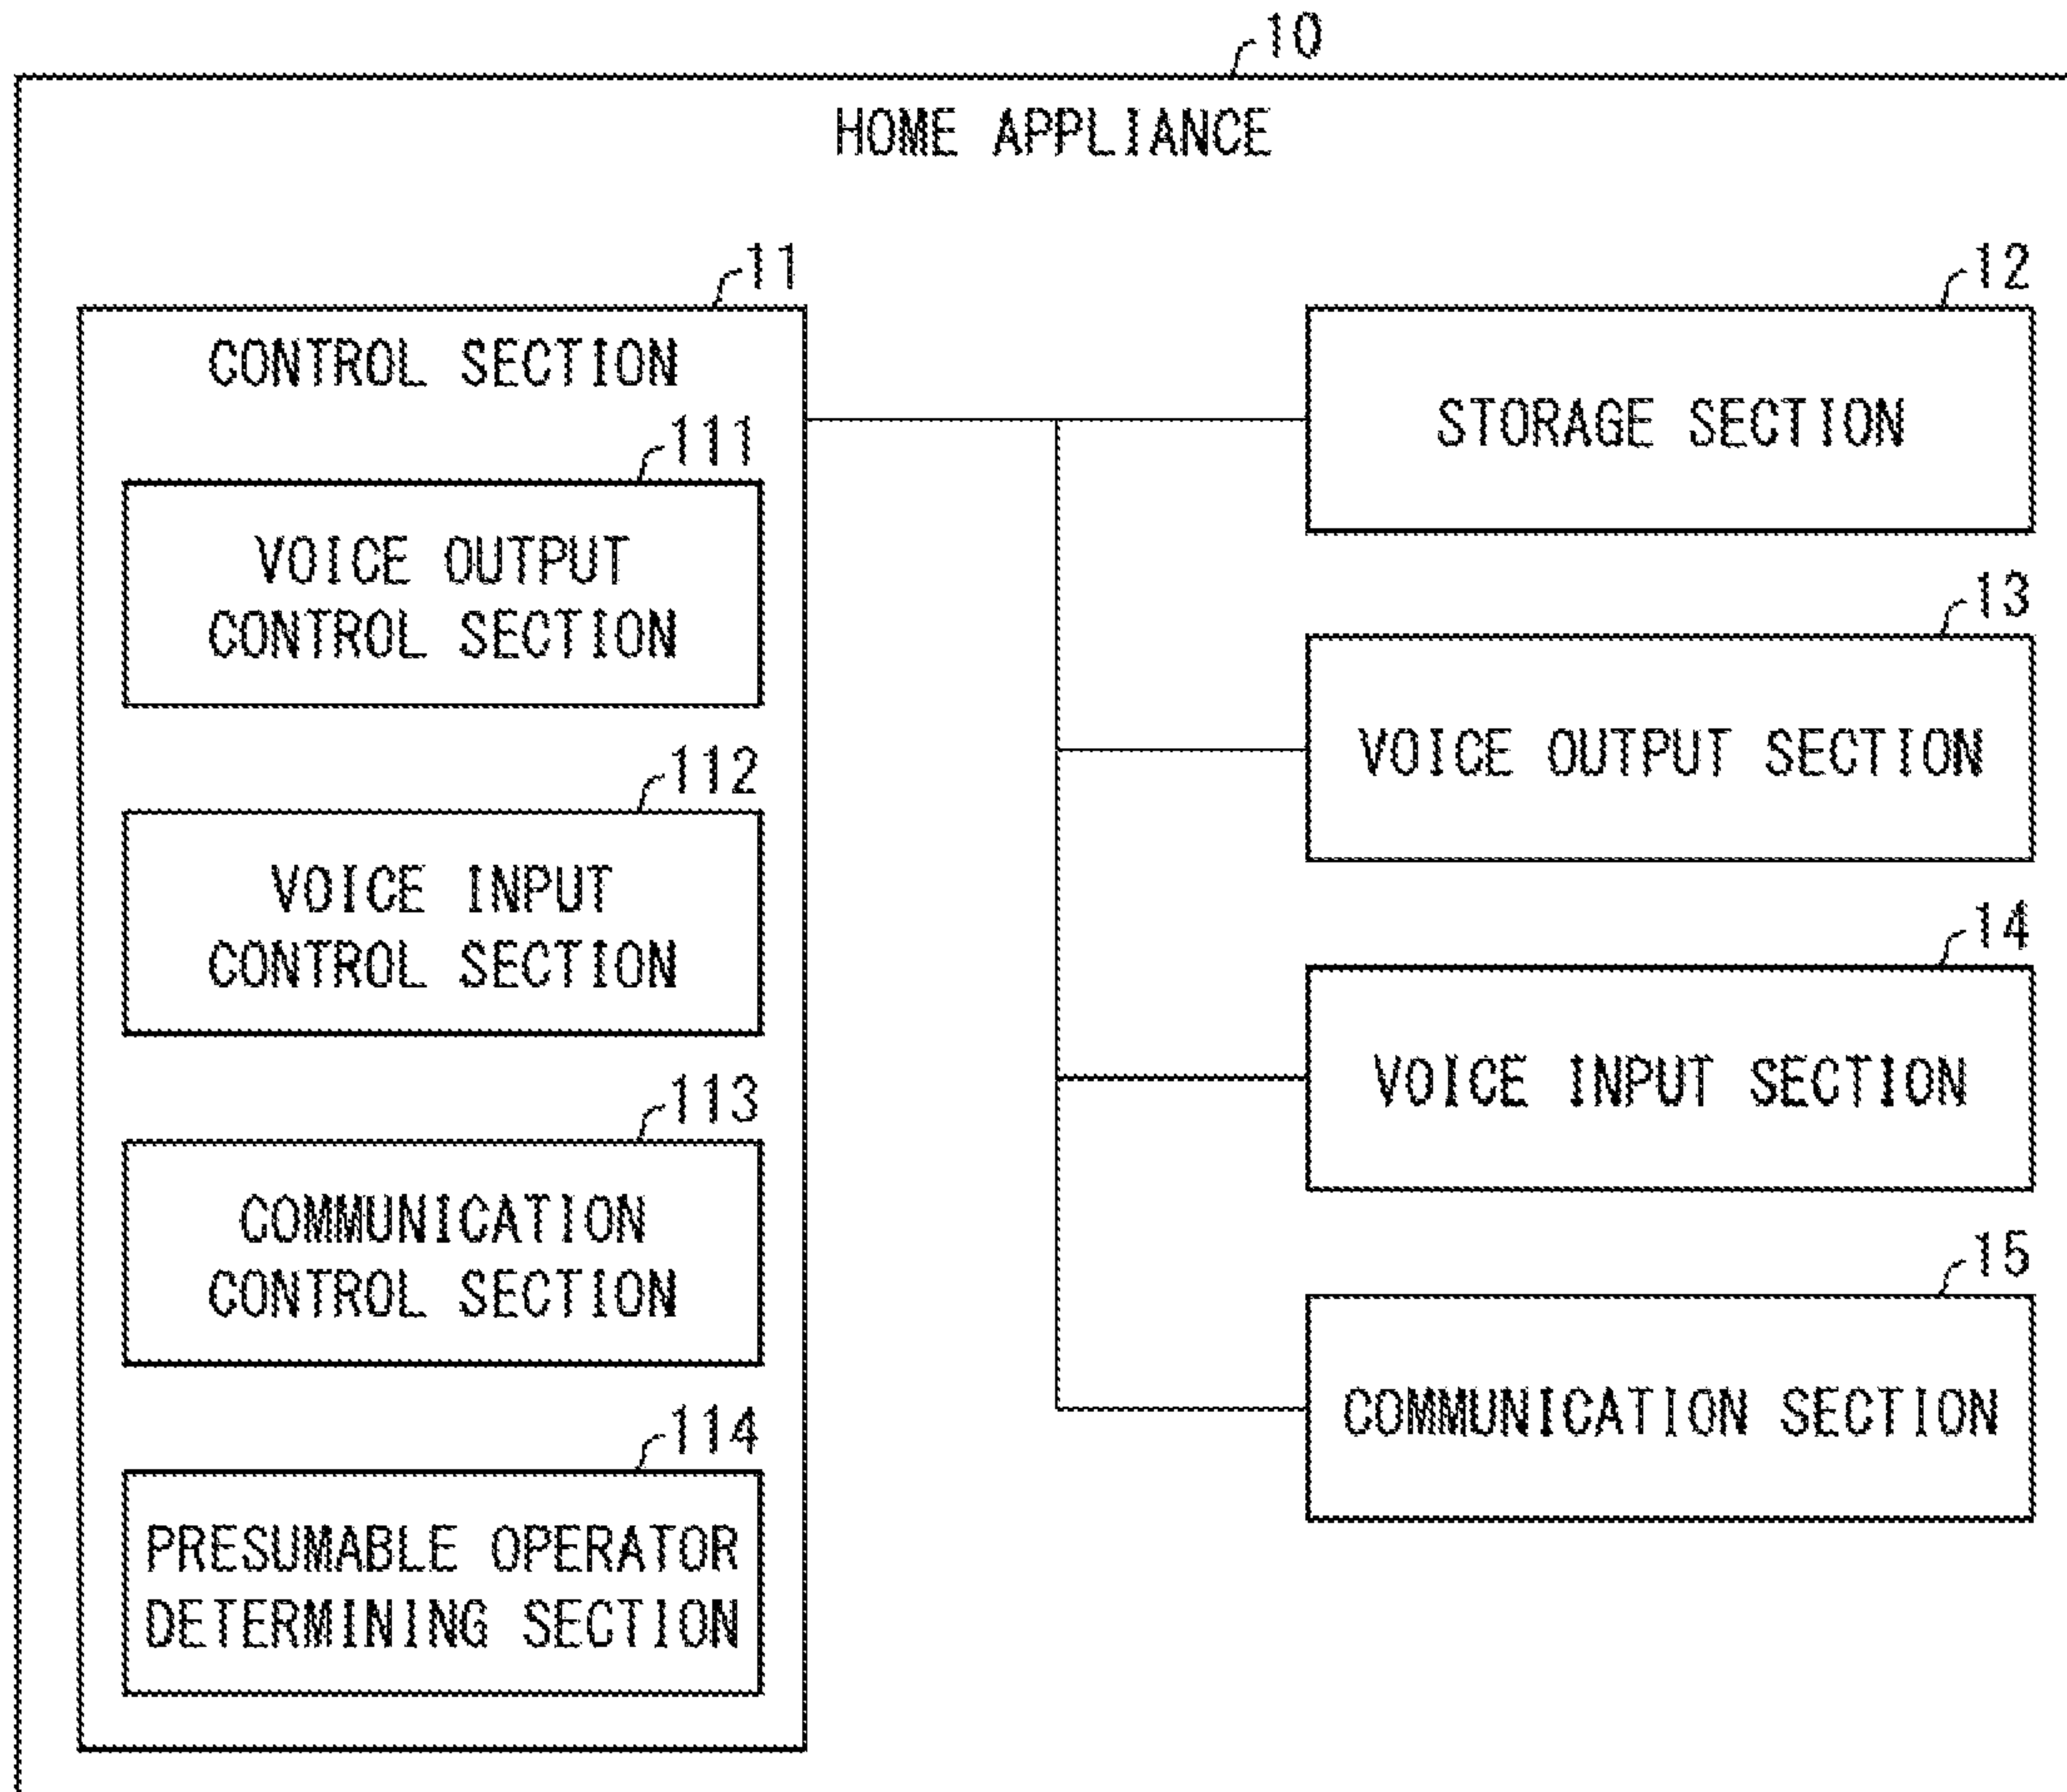 10
HOME APPLIANCE
11
CONTROL SECTION
111
VOICE OUTPUT
CONTROL SECTION
112
VOICE INPUT
CONTROL SECTION
113
COMMUNICATION
CONTROL SECTION
114
PRESUMABLE OPERATOR
DETERMINING SECTION
12
STORAGE SECTION
13
VOICE OUTPUT SECTION
14
VOICE INPUT SECTION
15
COMMUNICATION SECTION